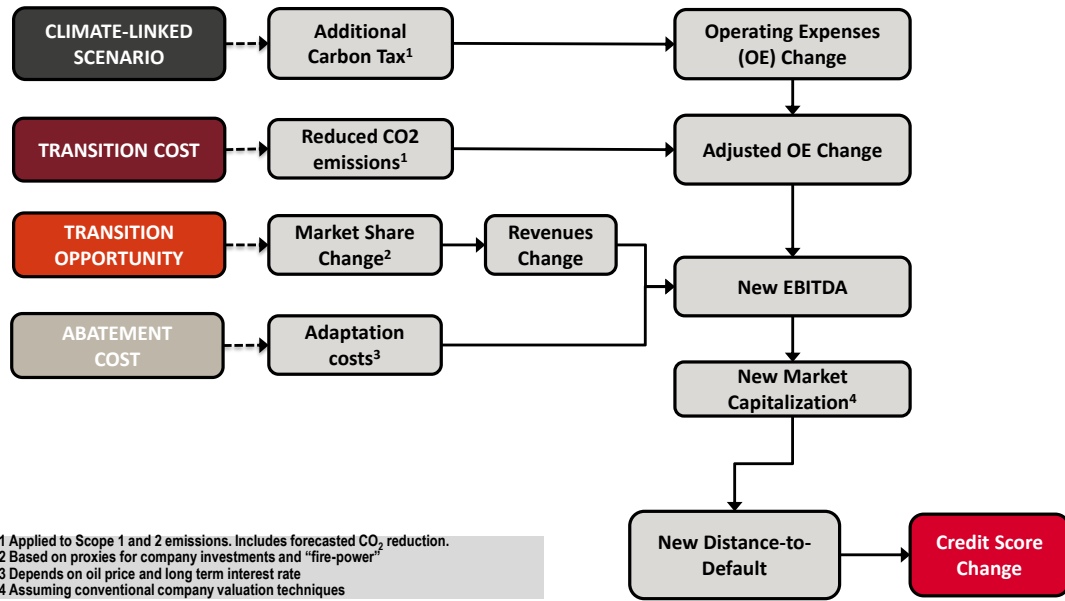 CLIMATE-LINKED
SCENARIO
Additional
Carbon Tax¹
Operating Expenses
(OE) Change
TRANSITION COST
Reduced CO2
emissions¹
Adjusted OE Change
TRANSITION
OPPORTUNITY
Market Share
Change²
Revenues
Change
New EBITDA
ABATEMENT
COST
Adaptation
costs³
New Market
Capitalization⁴
New Distance-to-
Default
Credit Score
Change
1 Applied to Scope 1 and 2 emissions. Includes forecasted CO₂ reduction.
2 Based on proxies for company investments and “fire-power”
3 Depends on oil price and long term interest rate
4 Assuming conventional company valuation techniques